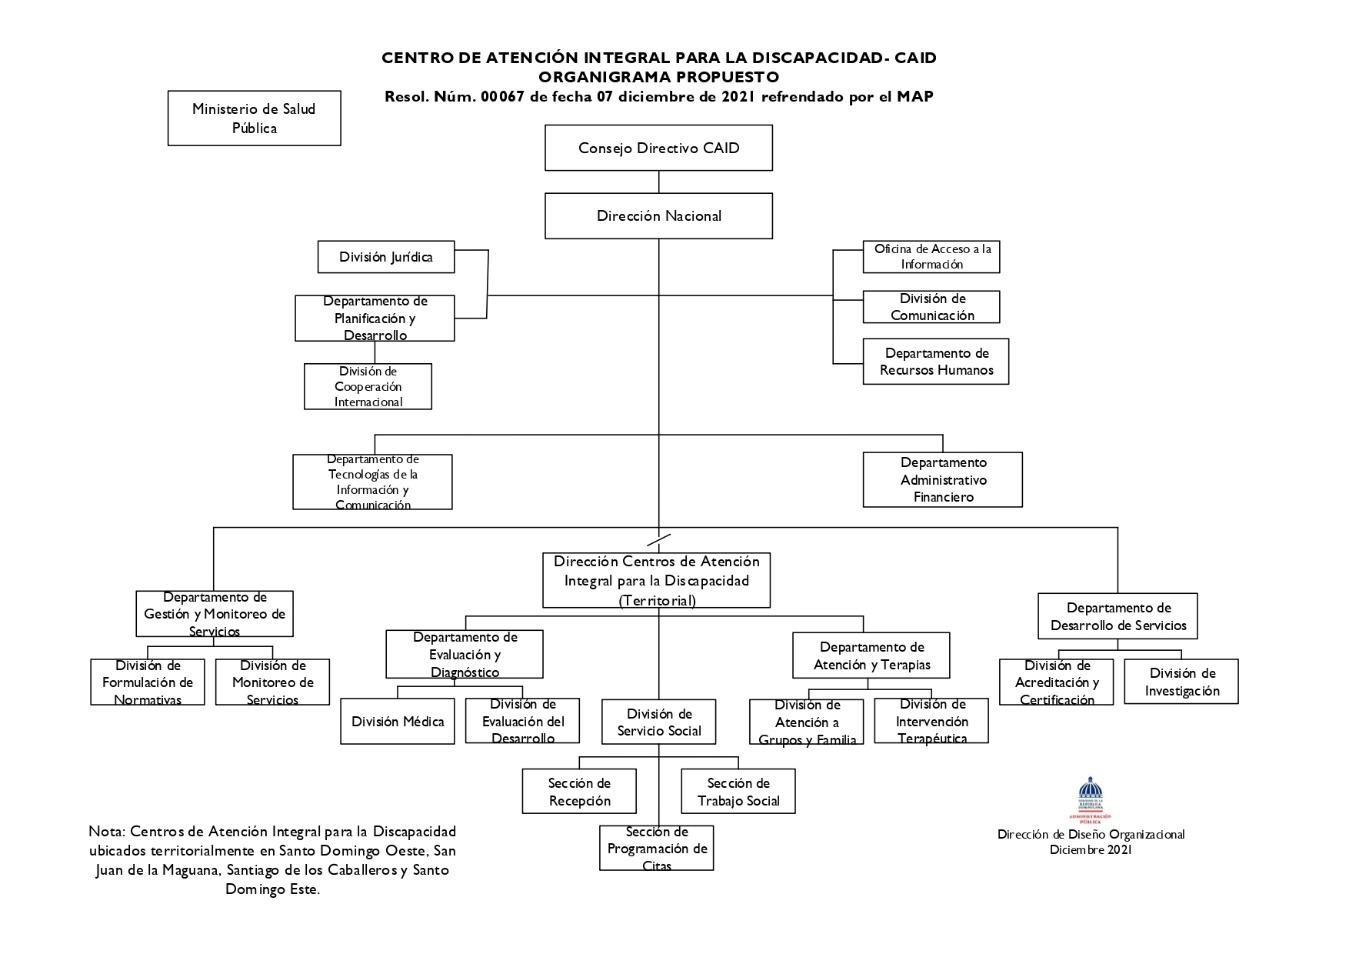 CENTRO DE ATENCIÓN INTEGRAL PARA LA DISCAPACIDAD- CAID
ORGANIGRAMA PROPUESTO
Resol. Núm. 00067 de fecha 07 diciembre de 2021 refrendado por el MAP
Ministerio de Salud
Pública
Consejo Directivo CAID
Dirección Nacional
División Jurídica
Oficina de Acceso a la
Información
Departamento de
Planificación y
Desarrollo
División de
Comunicación
Departamento de
Recursos Humanos
División de
Cooperación
Internacional
Departamento de
Tecnologías de la
Información y
Comunicación
Departamento
Administrativo
Financiero
Dirección Centros de Atención
Integral para la Discapacidad
(Territorial)
Departamento de
Gestión y Monitoreo de
Servicios
Departamento de
Desarrollo de Servicios
Departamento de
Evaluación y
Diagnóstico
Departamento de
Atención y Terapias
División de
Formulación de
Normativas
División de
Monitoreo de
Servicios
División de
Acreditación y
Certificación
División de
Investigación
División Médica
División de
Evaluación del
Desarrollo
División de
Servicio Social
División de
Atención a
Grupos y Familia
División de
Intervención
Terapéutica
Sección de
Recepción
Sección de
Trabajo Social
Sección de
Programación de
Citas
Nota: Centros de Atención Integral para la Discapacidad
ubicados territorialmente en Santo Domingo Oeste, San
Juan de la Maguana, Santiago de los Caballeros y Santo
Domingo Este.
REPÚBLICA
DOMINICANA
ADMINISTRACIÓN
PÚBLICA
Dirección de Diseño Organizacional
Diciembre 2021